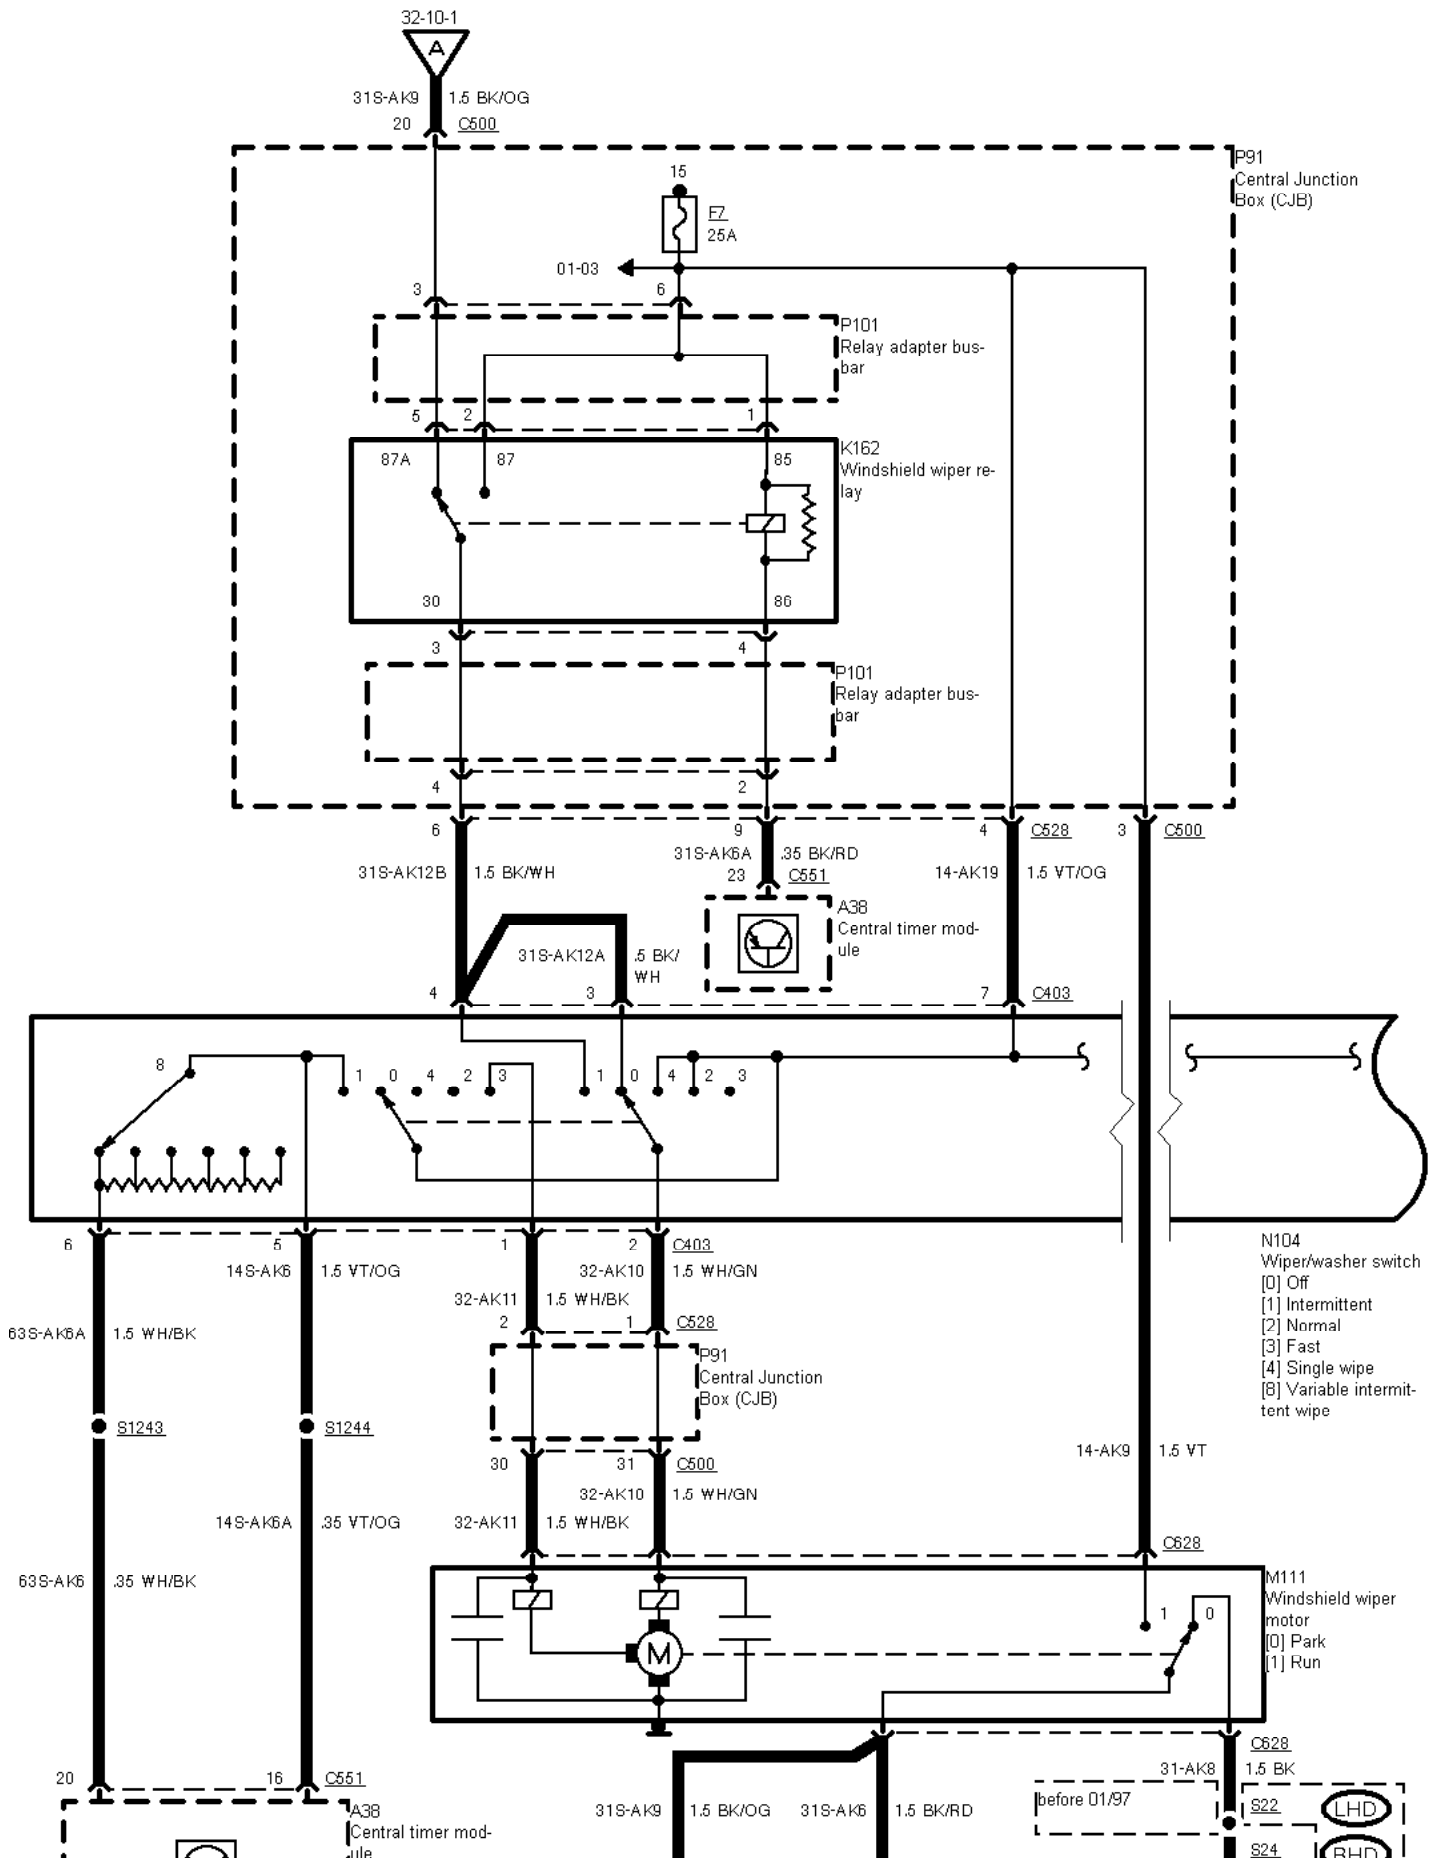 32-10-1
A
31S-AK9 1.5 BK/OG
20 C500
P91
Central Junction
Box (CJB)
15
F7
25A
01-03
3 6
P101
Relay adapter bus-
bar
5 2 1
K162
Windshield wiper re-
lay
87A 87 85
30 86
3 4
P101
Relay adapter bus-
bar
4 2
6 9 4 C528 3 C500
31S-AK12B 1.5 BK/WH
31S-AK6A .35 BK/RD
23 C551
14-AK19 1.5 VT/OG
A38
Central timer mod-
ule
31S-AK12A .5 BK/
WH
4 3 7 C403
8 1 0 4 2 3 1 0 4 2 3
6 5 1 2 C403
N104
Wiper/washer switch
[0] Off
[1] Intermittent
[2] Normal
[3] Fast
[4] Single wipe
[8] Variable intermit-
tent wipe
14S-AK6 1.5 VT/OG
32-AK10 1.5 WH/GN
32-AK11 1.5 WH/BK
2 1 C528
63S-AK6A 1.5 WH/BK
P91
Central Junction
Box (CJB)
S1243 S1244
30 31 C500
14-AK9 1.5 VT
32-AK10 1.5 WH/GN
14S-AK6A .35 VT/OG
32-AK11 1.5 WH/BK
C628
63S-AK6 .35 WH/BK
M111
Windshield wiper
motor
[0] Park
[1] Run
1 0
M
C628
31-AK8 1.5 BK
20 16 C551
A38
Central timer mod-
ule
31S-AK9 1.5 BK/OG
31S-AK6 1.5 BK/RD
before 01/97
S22 LHD
S24 RHD